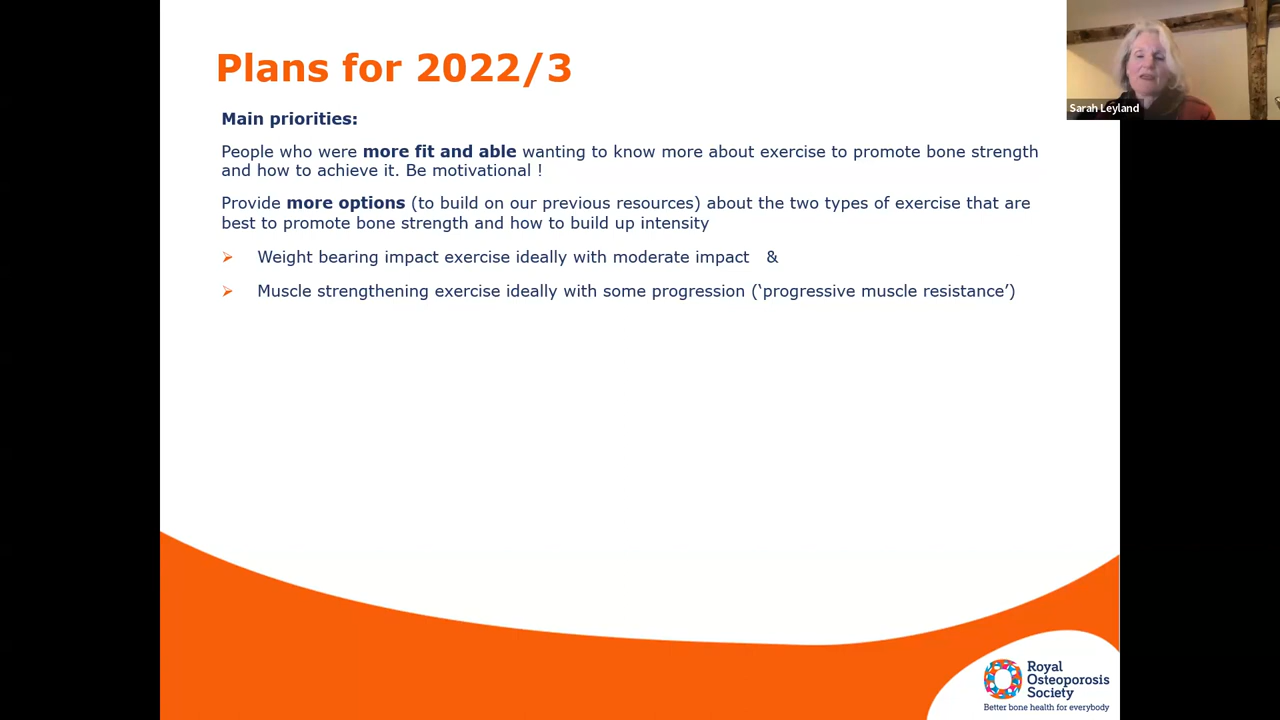 Plans for 2022/3
Main priorities:
People who were more fit and able wanting to know more about exercise to promote bone strength
and how to achieve it. Be motivational !
Provide more options (to build on our previous resources) about the two types of exercise that are
best to promote bone strength and how to build up intensity
Weight bearing impact exercise ideally with moderate impact &
Muscle strengthening exercise ideally with some progression (‘progressive muscle resistance’)
Sarah Leyland
Royal
Osteoporosis
Society
Better bone health for everybody